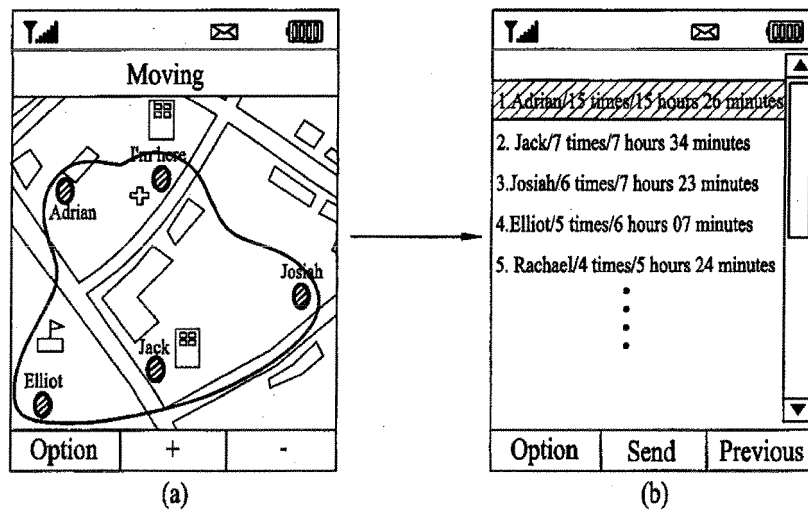 Moving
I'm here
Adrian
Josiah
Jack
Elliot
Option + -
(a)
1.Adrian/15 times/15 hours 26 minutes
2. Jack/7 times/7 hours 34 minutes
3.Josiah/6 times/7 hours 23 minutes
4.Elliot/5 times/6 hours 07 minutes
5. Rachael/4 times/5 hours 24 minutes
Option Send Previous
(b)